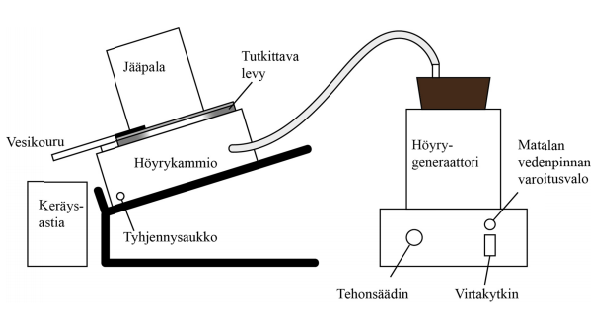 Jääpala
Tutkittava
levy
Vesikouru
Höyrykammio
Höyry-
generaattori
Matalan
vedenpinnan
varoitusvalo
Keräys-
astia
Tyhjennysaukko
Tehonsäädin
Virtakytkin